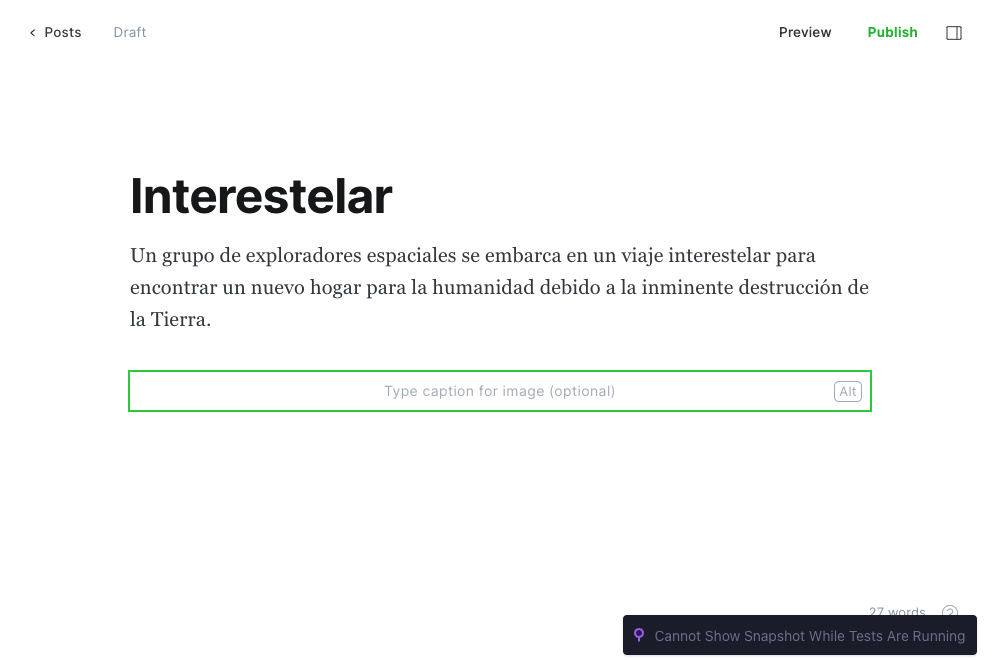 Posts Draft Preview Publish
Interestelar
Un grupo de exploradores espaciales se embarca en un viaje interestelar para
encontrar un nuevo hogar para la humanidad debido a la inminente destrucción de
la Tierra.
Type caption for image (optional) Alt
27 words ?
Cannot Show Snapshot While Tests Are Running